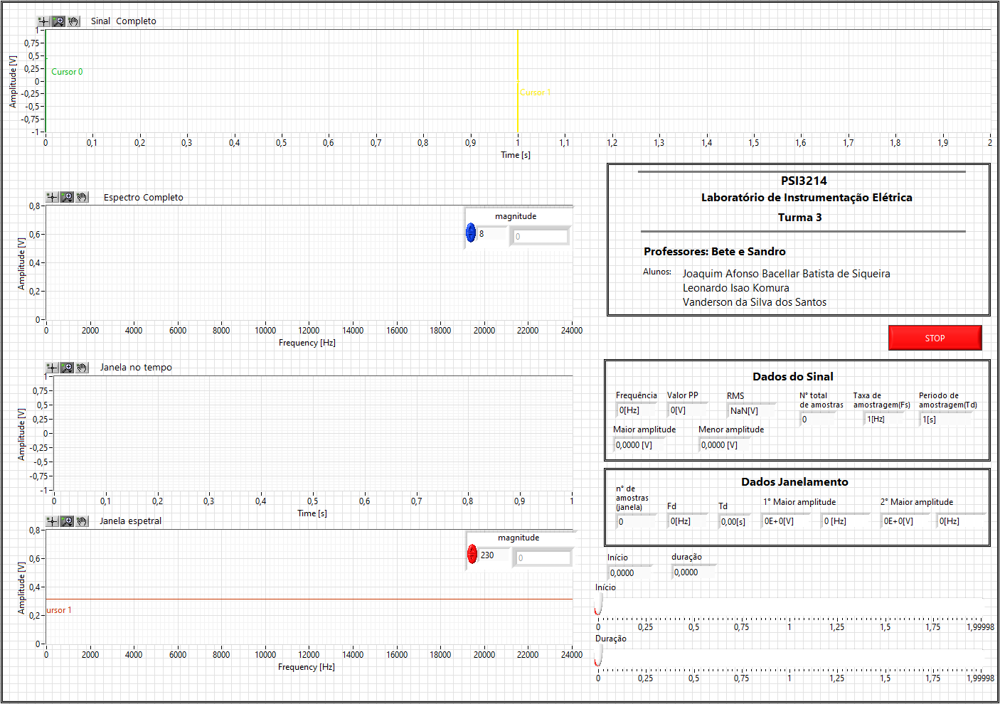 Sinal Completo
Amplitude [V]
1
0,75
0,5
0,25
0
-0,25
-0,5
-0,75
-1
Cursor 0
Cursor 1
0 0,1 0,2 0,3 0,4 0,5 0,6 0,7 0,8 0,9 1 1,1 1,2 1,3 1,4 1,5 1,6 1,7 1,8 1,9 2
Time [s]
Espectro Completo
Amplitude [V]
0,8
0,6
0,4
0,2
0
magnitude
8 0
0 2000 4000 6000 8000 10000 12000 14000 16000 18000 20000 22000 24000
Frequency [Hz]
PSI3214
Laboratório de Instrumentação Elétrica
Turma 3
Professores: Bete e Sandro
Alunos: Joaquim Afonso Bacellar Batista de Siqueira
Leonardo Isao Komura
Vanderson da Silva dos Santos
STOP
Janela no tempo
Amplitude [V]
1
0,75
0,5
0,25
0
-0,25
-0,5
-0,75
-1
0 0,1 0,2 0,3 0,4 0,5 0,6 0,7 0,8 0,9 1
Time [s]
Dados do Sinal
Frequência Valor PP RMS N° total de amostras Taxa de amostragem(Fs) Periodo de amostragem(Td)
0[Hz] 0[V] NaN[V] 0 1[Hz] 1[s]
Maior amplitude Menor amplitude
0,0000 [V] 0,0000 [V]
Dados Janelamento
n° de amostras (janela) Fd Td 1° Maior amplitude 2° Maior amplitude
0 0[Hz] 0,00[s] 0E+0[V] 0 [Hz] 0E+0[V] 0[Hz]
Janela espetral
Amplitude [V]
0,8
0,6
0,4
0,2
0
magnitude
230 0
ursor 1
0 2000 4000 6000 8000 10000 12000 14000 16000 18000 20000 22000 24000
Frequency [Hz]
Início duração
0,0000 0,0000
Início
0 0,25 0,5 0,75 1 1,25 1,5 1,75 1,99998
Duração
0 0,25 0,5 0,75 1 1,25 1,5 1,75 1,99998